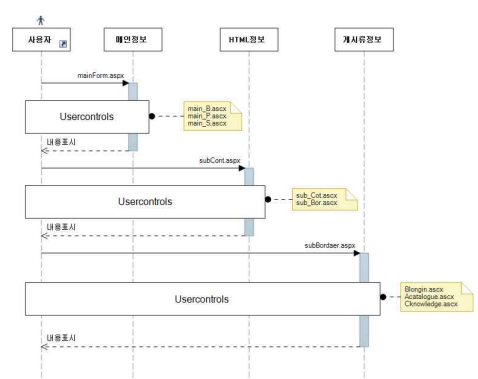 사용자
메인정보
HTML정보
게시류정보
mainForm.aspx
Usercontrols
main_B.ascx
main_P.ascx
main_S.ascx
내용표시
subCont.aspx
Usercontrols
sub_Cot.ascx
sub_Bor.ascx
내용표시
subBordaer.aspx
Usercontrols
Blongin.ascx
Acatalogue.ascx
Cknowledge.ascx
내용표시